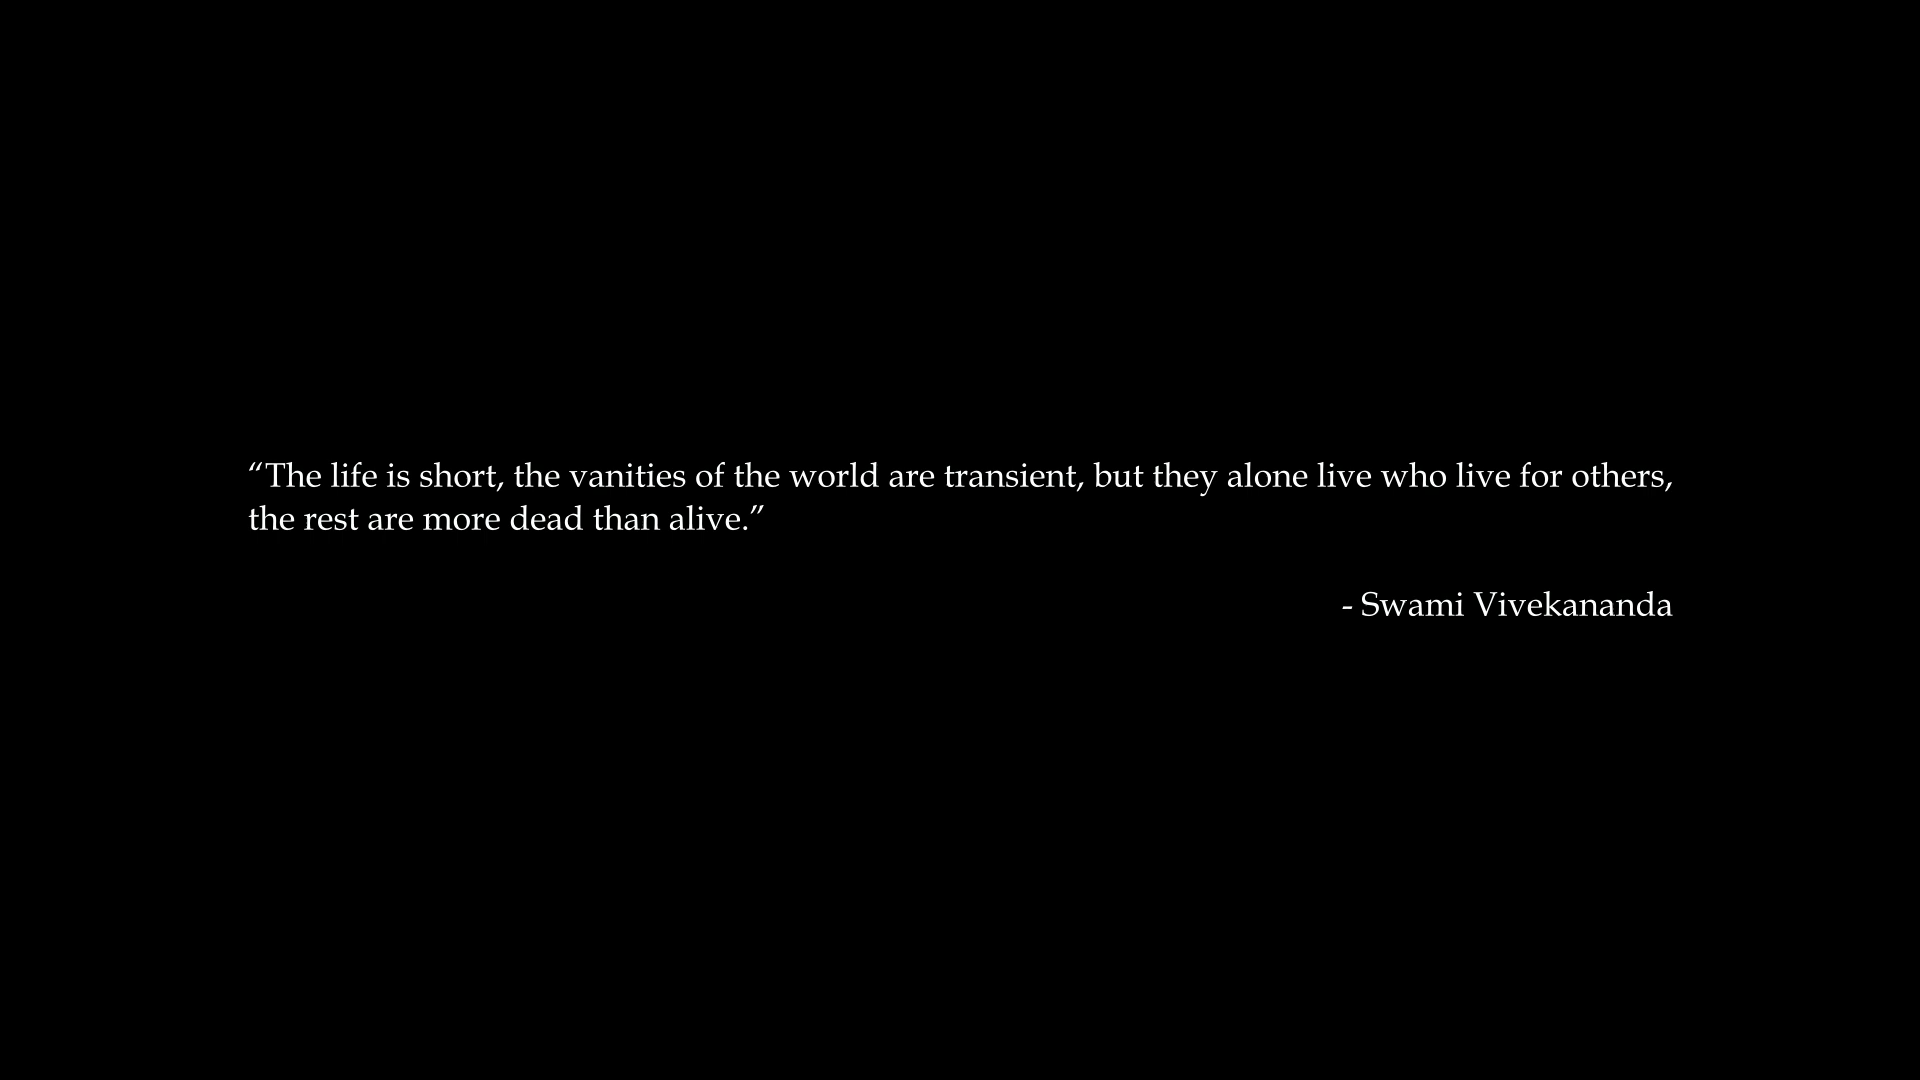 “The life is short, the vanities of the world are transient, but they alone live who live for others,
the rest are more dead than alive.”
- Swami Vivekananda